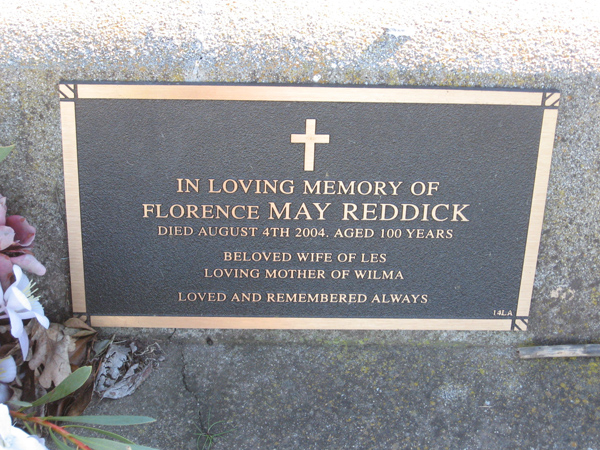 IN LOVING MEMORY OF
FLORENCE MAY REDDICK
DIED AUGUST 4TH 2004. AGED 100 YEARS
BELOVED WIFE OF LES
LOVING MOTHER OF WILMA
LOVED AND REMEMBERED ALWAYS
14LA